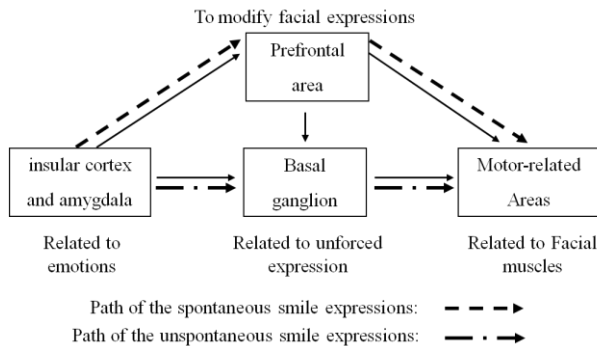 To modify facial expressions
Prefrontal
area
insular cortex
and amygdala
Basal
ganglion
Motor-related
Areas
Related to
emotions
Related to unforced
expression
Related to Facial
muscles
Path of the spontaneous smile expressions:
Path of the unspontaneous smile expressions: